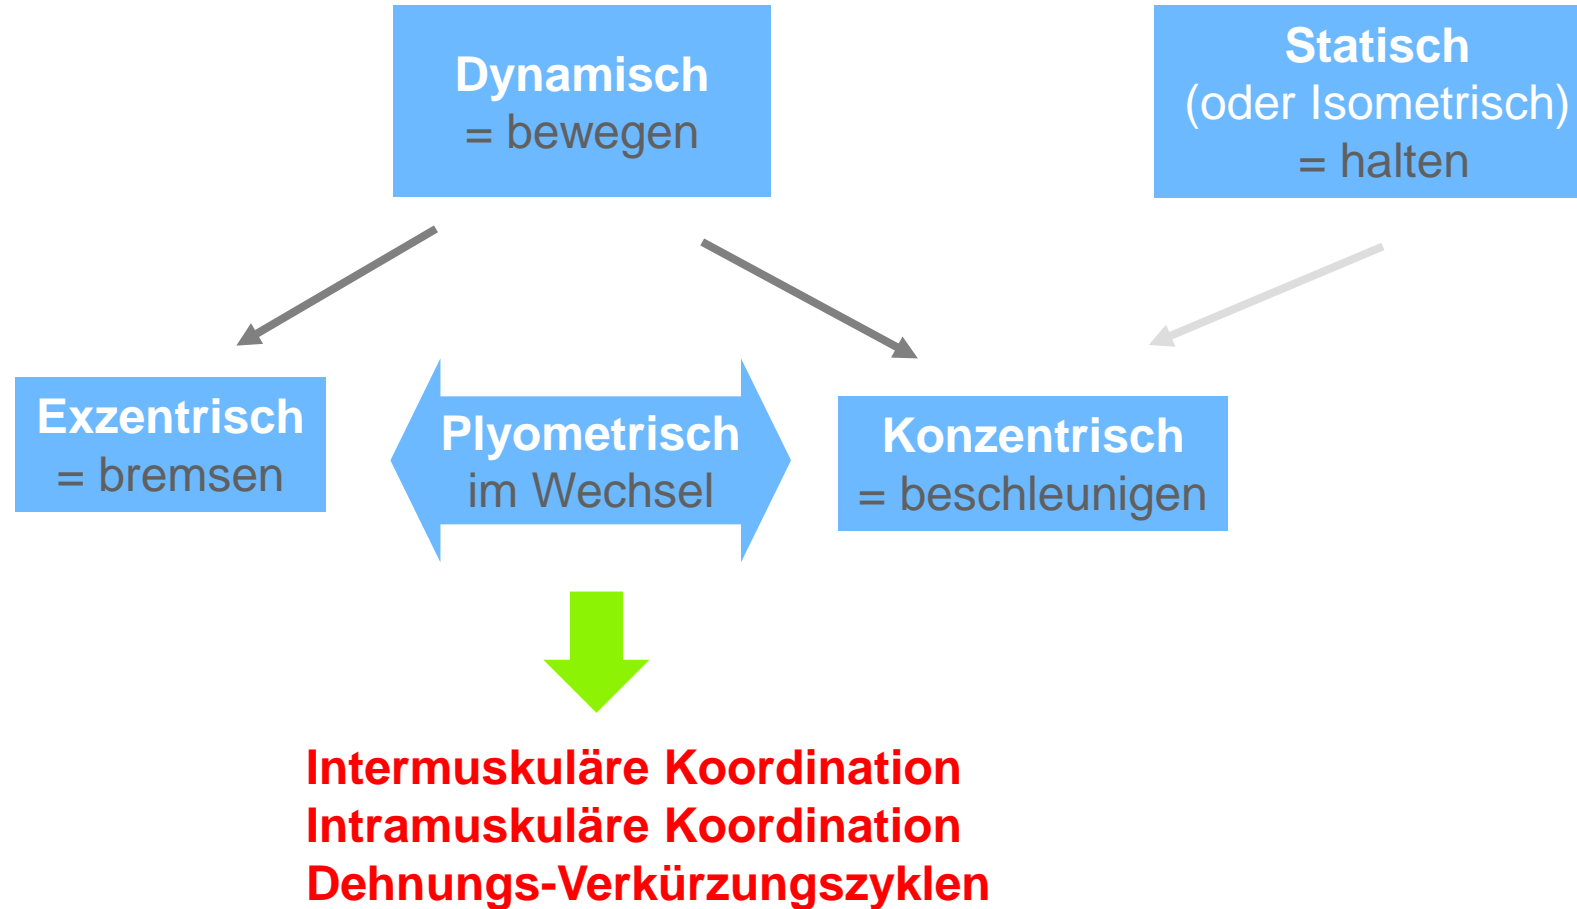 Dynamisch
= bewegen
Statisch
(oder Isometrisch)
= halten
Exzentrisch
= bremsen
Plyometrisch
im Wechsel
Konzentrisch
= beschleunigen
Intermuskuläre Koordination
Intramuskuläre Koordination
Dehnungs-Verkürzungszyklen